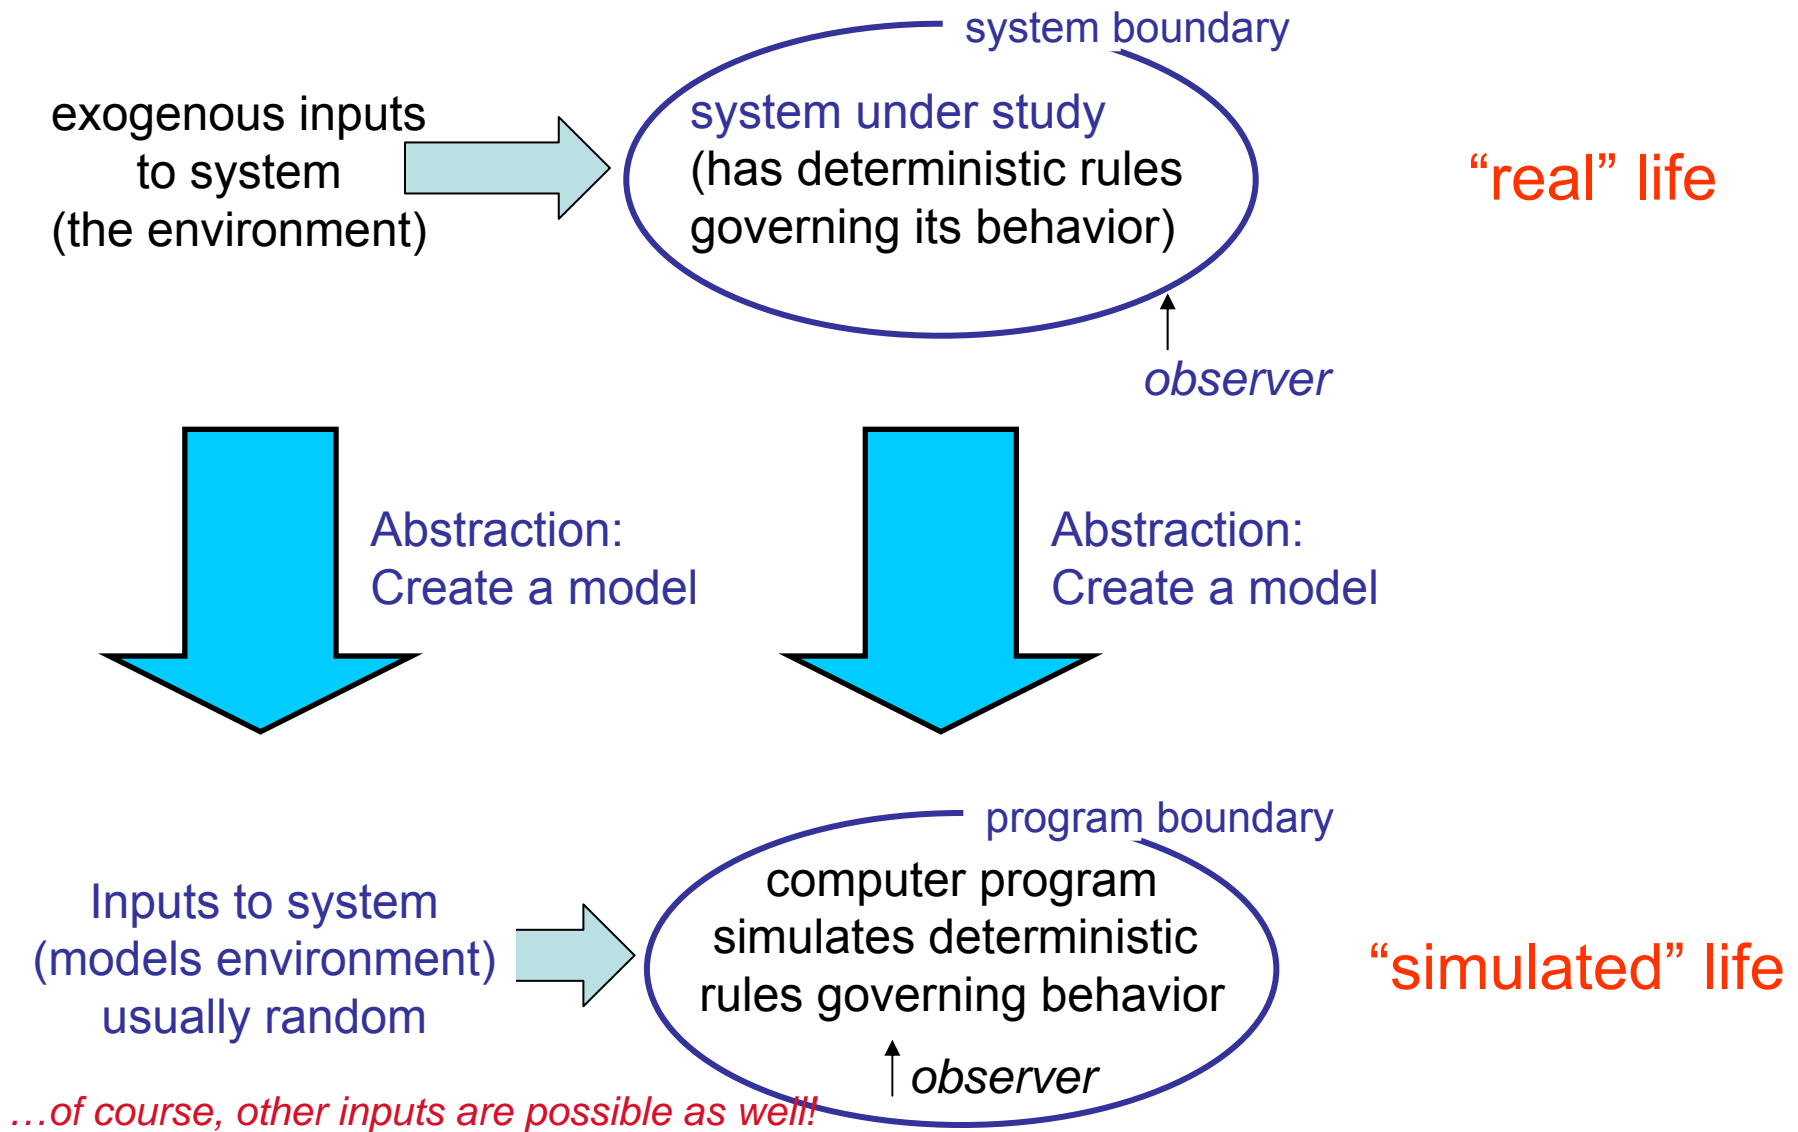 system boundary
exogenous inputs
to system
(the environment)
system under study
(has deterministic rules
governing its behavior)
“real” life
observer
Abstraction:
Create a model
Abstraction:
Create a model
program boundary
Inputs to system
(models environment)
usually random
computer program
simulates deterministic
rules governing behavior
“simulated” life
observer
…of course, other inputs are possible as well!